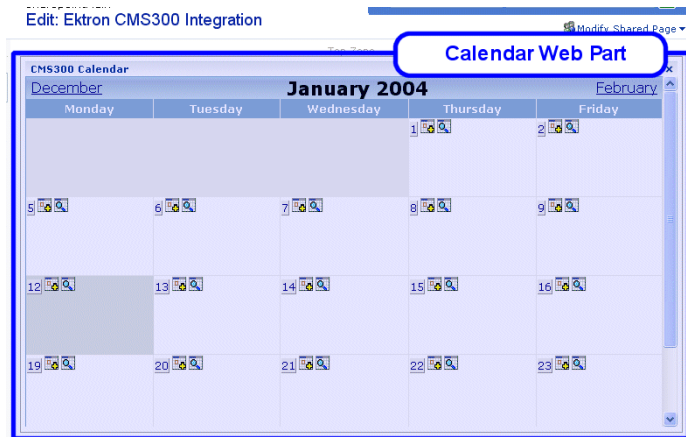 Edit: Ektron CMS300 Integration
Modify Shared Page
Calendar Web Part
CMS300 Calendar
December January 2004 February
Monday Tuesday Wednesday Thursday Friday
1 2
5 6 7 8 9
12 13 14 15 16
19 20 21 22 23